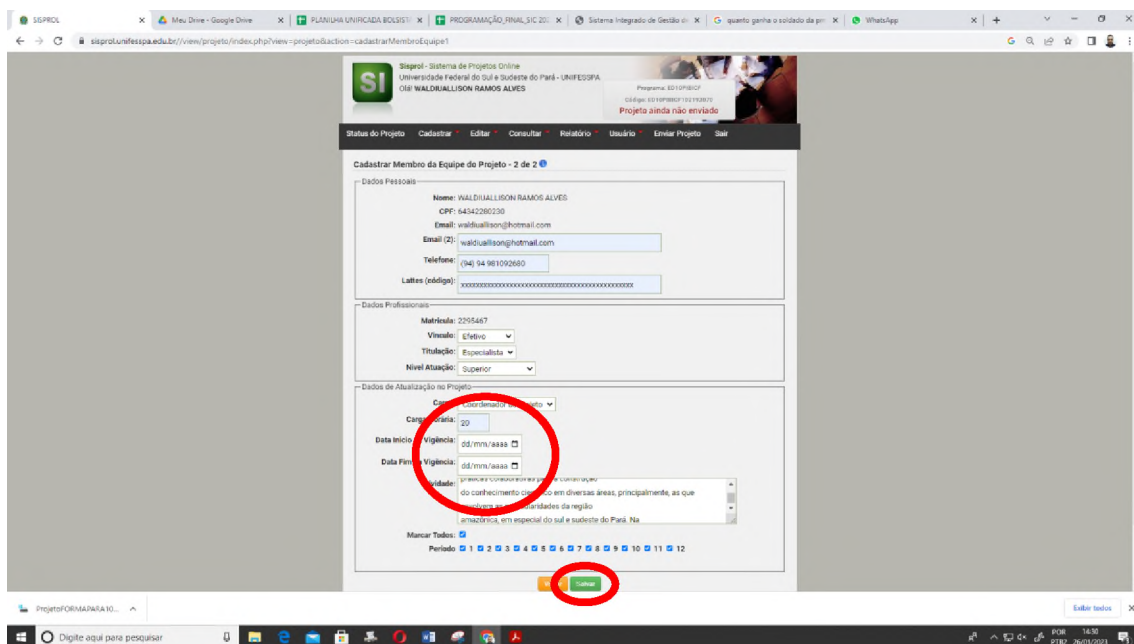 SISPROL
Meu Drive - Google Drive
PLANILHA UNIFICADA BOLSIST
PROGRAMAÇÃO_FINAL_SIC 20
Sistema Integrado de Gestão d
quanto ganha o soldado da pm
WhatsApp
sisprol.unifesspa.edu.br//view/projeto/index.php?view=projeto&action=cadastrarMembroEquipe1
SI
Sisprol - Sistema de Projetos Online
Universidade Federal do Sul e Sudeste do Pará - UNIFESSPA
Olá! WALDIUALLISON RAMOS ALVES
Projeto ainda não enviado
Status do Projeto Cadastrar Editar Consultar Relatório Usuário Enviar Projeto Sair
Cadastrar Membro da Equipe do Projeto - 2 de 2
Dados Pessoais
Nome: WALDIUALLISON RAMOS ALVES
CPF: 64342280230
Email: waldiuallison@hotmail.com
Email (2): waldiuallison@hotmail.com
Telefone: (94) 94 981092680
Lattes (código): xxxxxxxxxxxxxxxxxxxxxxxxxxxxxxxxxxxxxxxxxxxxxx
Dados Profissionais
Matrícula: 2295467
Vínculo: Efetivo
Titulação: Especialista
Nível Atuação: Superior
Dados de Atualização no Projeto
Carga Horária: 20
Data Início Vigência: dd/mm/aaaa
Data Fim Vigência: dd/mm/aaaa
práticas colaborativas construção
do conhecimento em diversas áreas, principalmente, as que
da região
amazônica, em especial do sul e sudeste do Pará. Na
Marcar Todos:
Período 1 2 3 4 5 6 7 8 9 10 11 12
Salvar
ProjetoFORMAPARA10...
Exibir todos
Digite aqui para pesquisar
POR 14:30
PTB2 26/01/2023